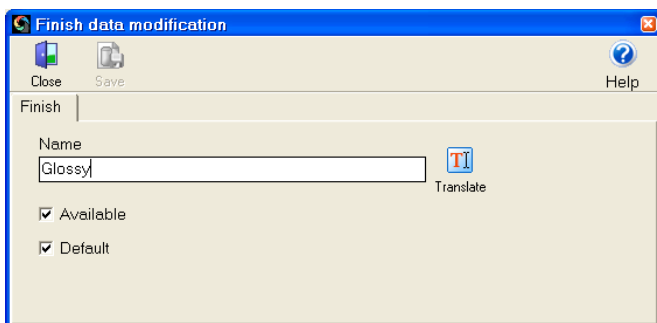 Finish data modification
Close Save Help
Finish
Name
Glossy
Translate
Available
Default